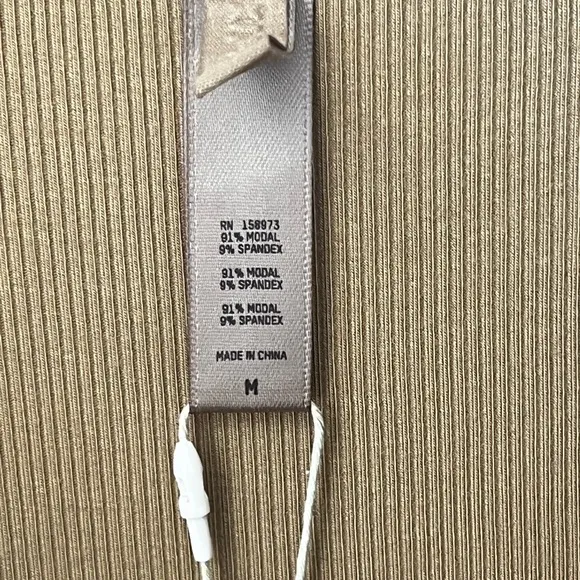 RN 158973
91% MODAL
9% SPANDEX
91% MODAL
9% SPANDEX
91% MODAL
9% SPANDEX
MADE IN CHINA
M